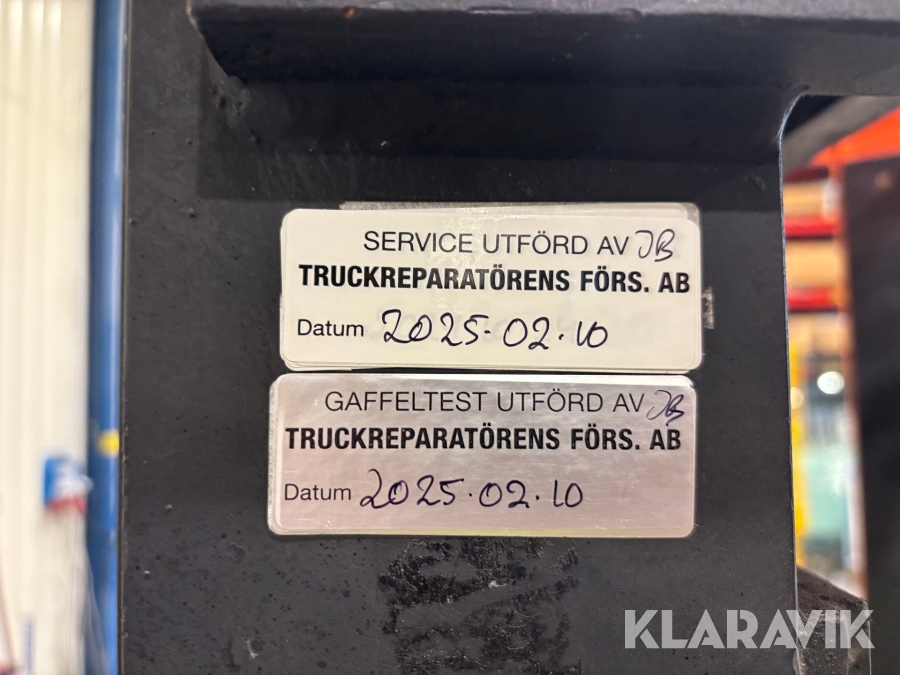 SERVICE UTFÖRD AV JB
TRUCKREPARATÖRENS FÖRS. AB
Datum 2025.02.10
GAFFELTEST UTFÖRD AV JB
TRUCKREPARATÖRENS FÖRS. AB
Datum 2025.02.10
KLARAVIK